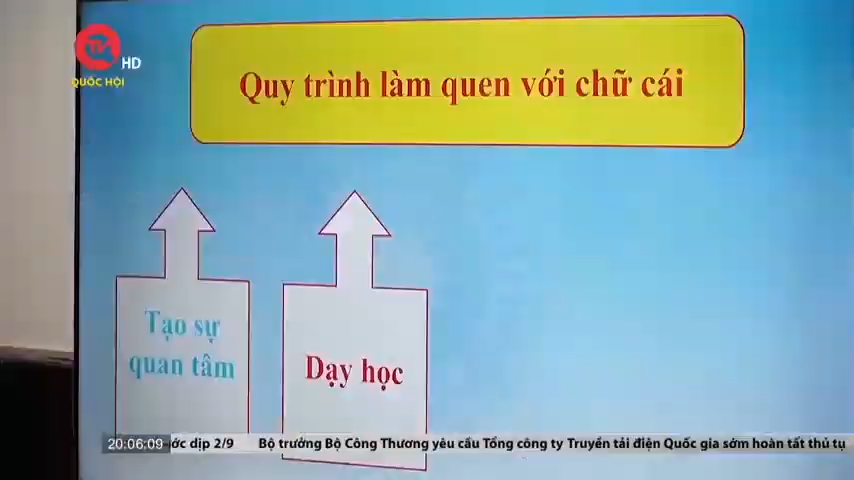 HD
QUỐC HỘI
Quy trình làm quen với chữ cái
Tạo sự
quan tâm
Dạy học
20:06:09 ớc dịp 2/9 Bộ trưởng Bộ Công Thương yêu cầu Tổng công ty Truyền tải điện Quốc gia sớm hoàn tất thủ tụ